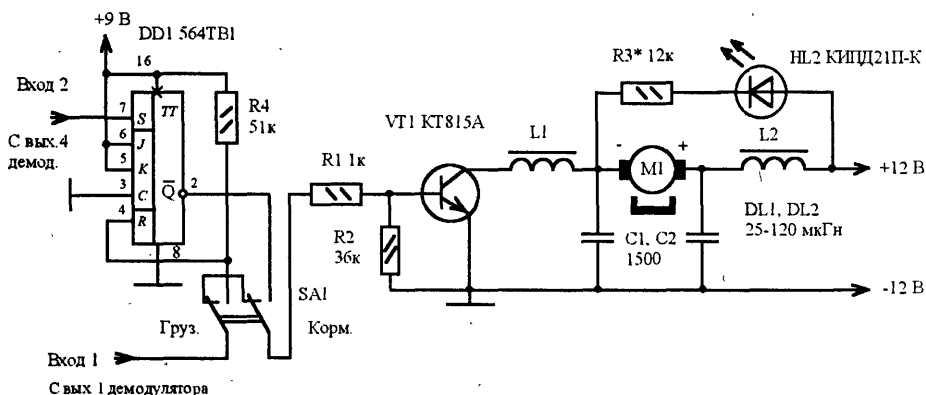 +9 В
DD1 564ТВ1
16
Вход 2
7
S
TT
R4
51к
С вых.4
демод.
6
J
5
K
3
C
Q
2
4
R
8
R1 1к
VT1 КТ815А
L1
R3* 12к
HL2 КИПД21П-К
L2
-
M1
+
+12 В
DL1, DL2
25-120 мкГн
R2
36к
C1, C2
1500
SA1
-12 В
Груз.
Корм.
Вход 1
С вых 1 демодулятора